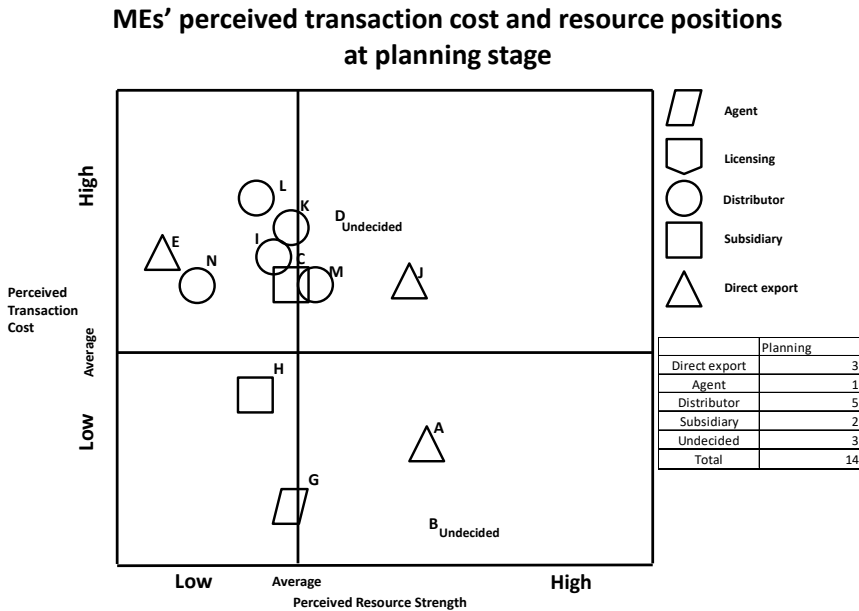 MEs’ perceived transaction cost and resource positions
at planning stage
High
Perceived
Transaction
Cost
Average
Low
L
K
D Undecided
E
I
N
C
M
J
H
A
G
B Undecided
Low
Average
High
Perceived Resource Strength
Agent
Licensing
Distributor
Subsidiary
Direct export
Planning
Direct export 3
Agent 1
Distributor 5
Subsidiary 2
Undecided 3
Total 14